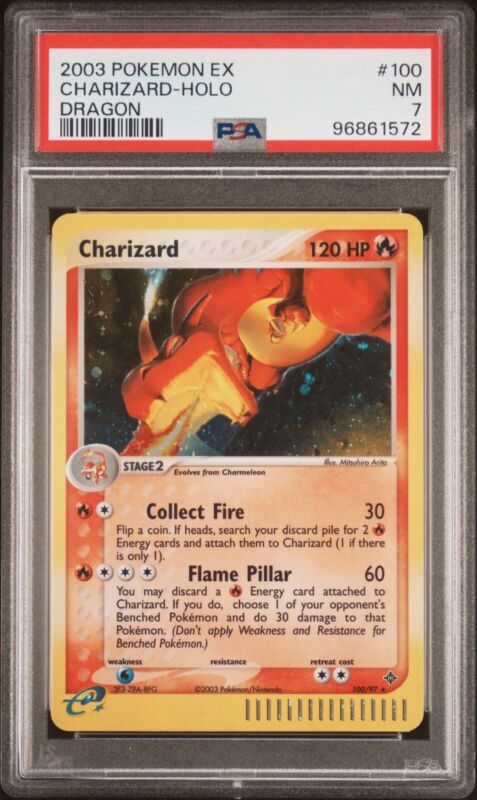 2003 POKEMON EX #100
CHARIZARD-HOLO NM
DRAGON 7
PSA 96861572
Charizard 120 HP
Illus. Mitsuhiro Arita
STAGE2
Evolves from Charmeleon
Collect Fire 30
Flip a coin. If heads, search your discard pile for 2
Energy cards and attach them to Charizard (1 if there
is only 1).
Flame Pillar 60
You may discard a Energy card attached to
Charizard. If you do, choose 1 of your opponent's
Benched Pokémon and do 30 damage to that
Pokémon. (Don't apply Weakness and Resistance for
Benched Pokémon.)
weakness resistance retreat cost
3F3-Z9A-BFG ©2003 Pokémon/Nintendo 100/97 ★
e
PSA